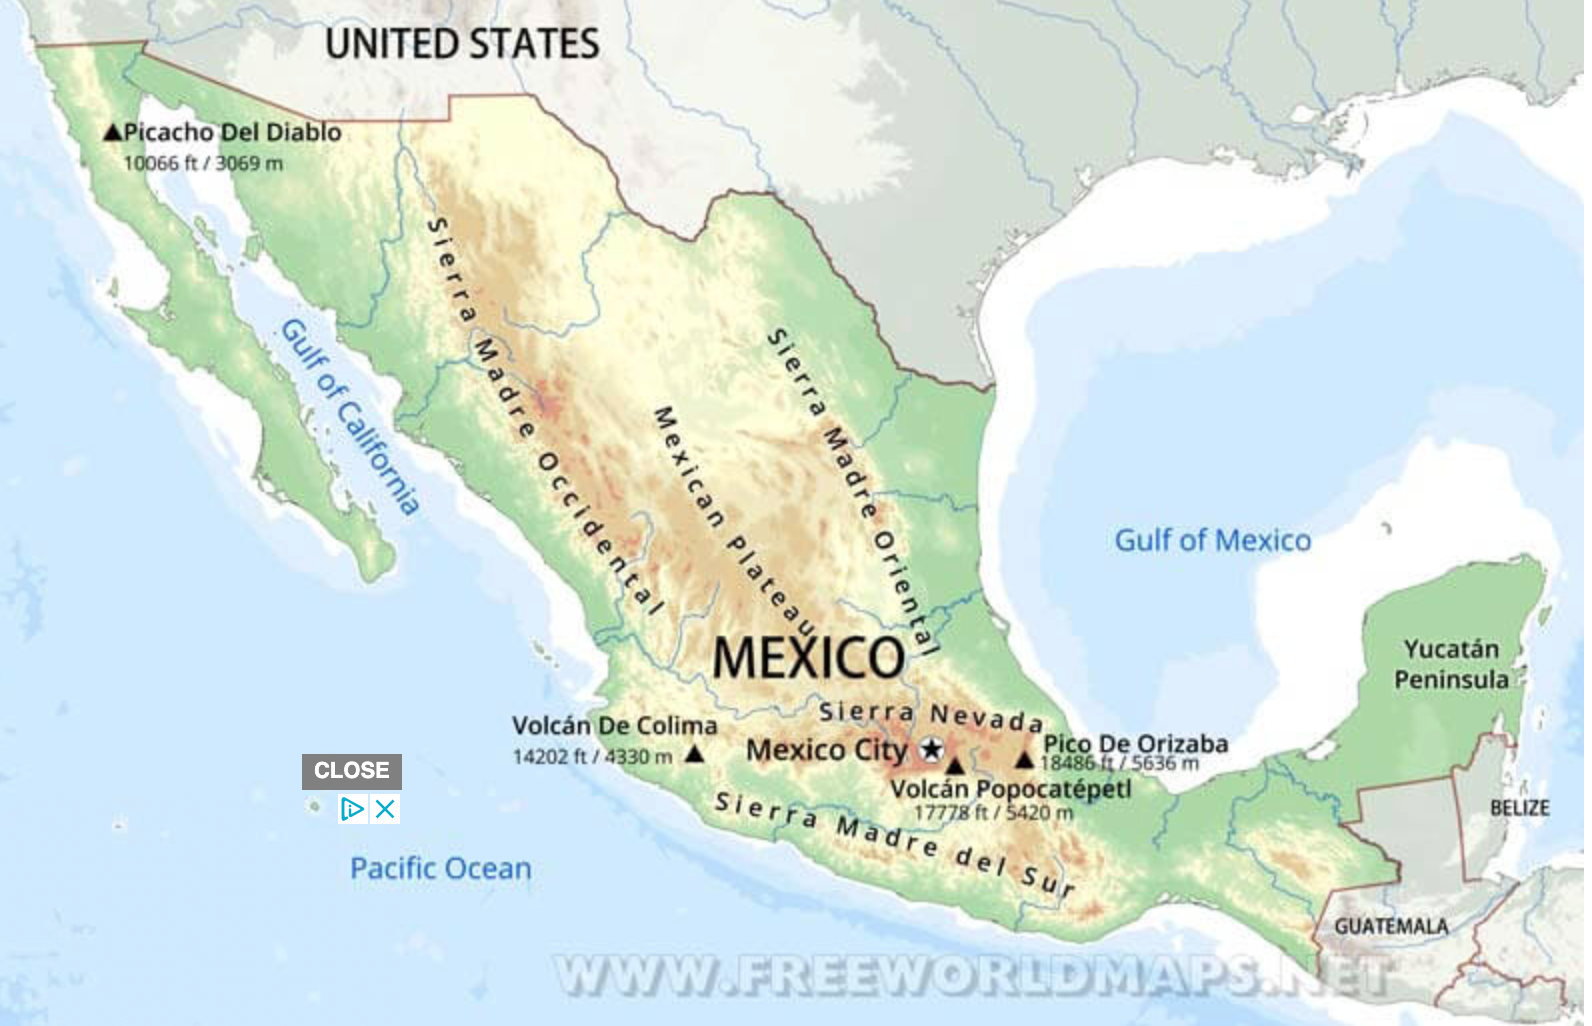 UNITED STATES
Picacho Del Diablo
10066 ft / 3069 m
Sierra Madre Occidental
Gulf of California
Sierra Madre Oriental
Mexican Plateau
Gulf of Mexico
MEXICO
Yucatán
Peninsula
Sierra Nevada
Volcán De Colima
14202 ft / 4330 m
Mexico City
Pico De Orizaba
18486 ft / 5636 m
Volcán Popocatépetl
17778 ft / 5420 m
CLOSE
Sierra Madre del Sur
BELIZE
Pacific Ocean
GUATEMALA
WWW.FREEWORLDMAPS.NET